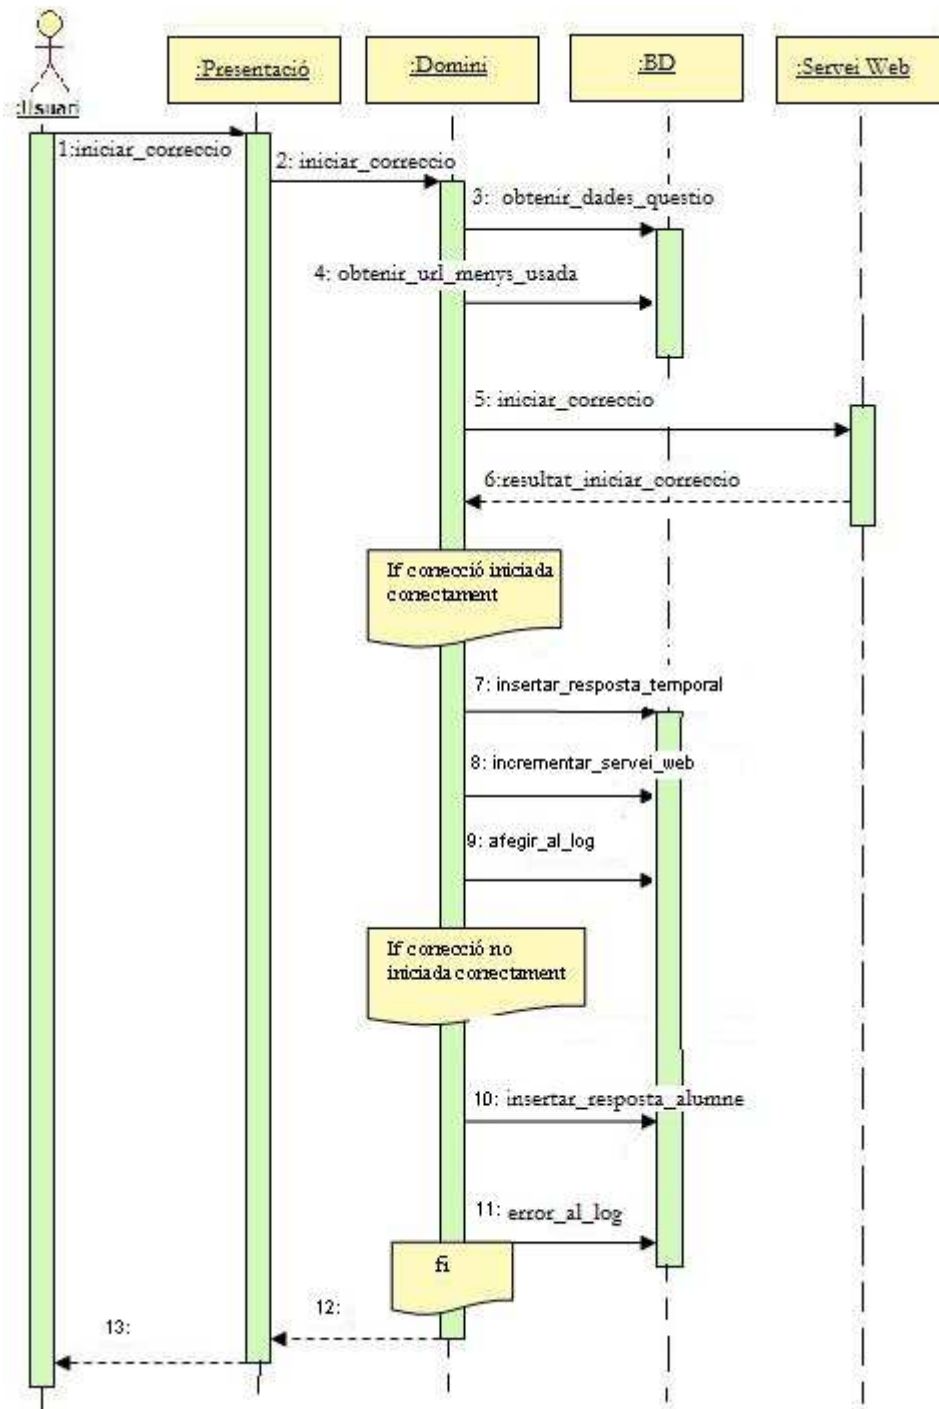 :Usuari
:Presentació
:Domini
:BD
:Servei Web
1:iniciar_correccio
2: iniciar_correccio
3: obtenir_dades_questio
4: obtenir_url_menys_usada
5: iniciar_correccio
6:resultat_iniciar_correccio
If correcció iniciada
correctament
7: insertar_resposta_temporal
8: incrementar_servei_web
9: afegir_al_log
If correcció no
iniciada correctament
10: insertar_resposta_alumne
11: error_al_log
fi
12:
13: